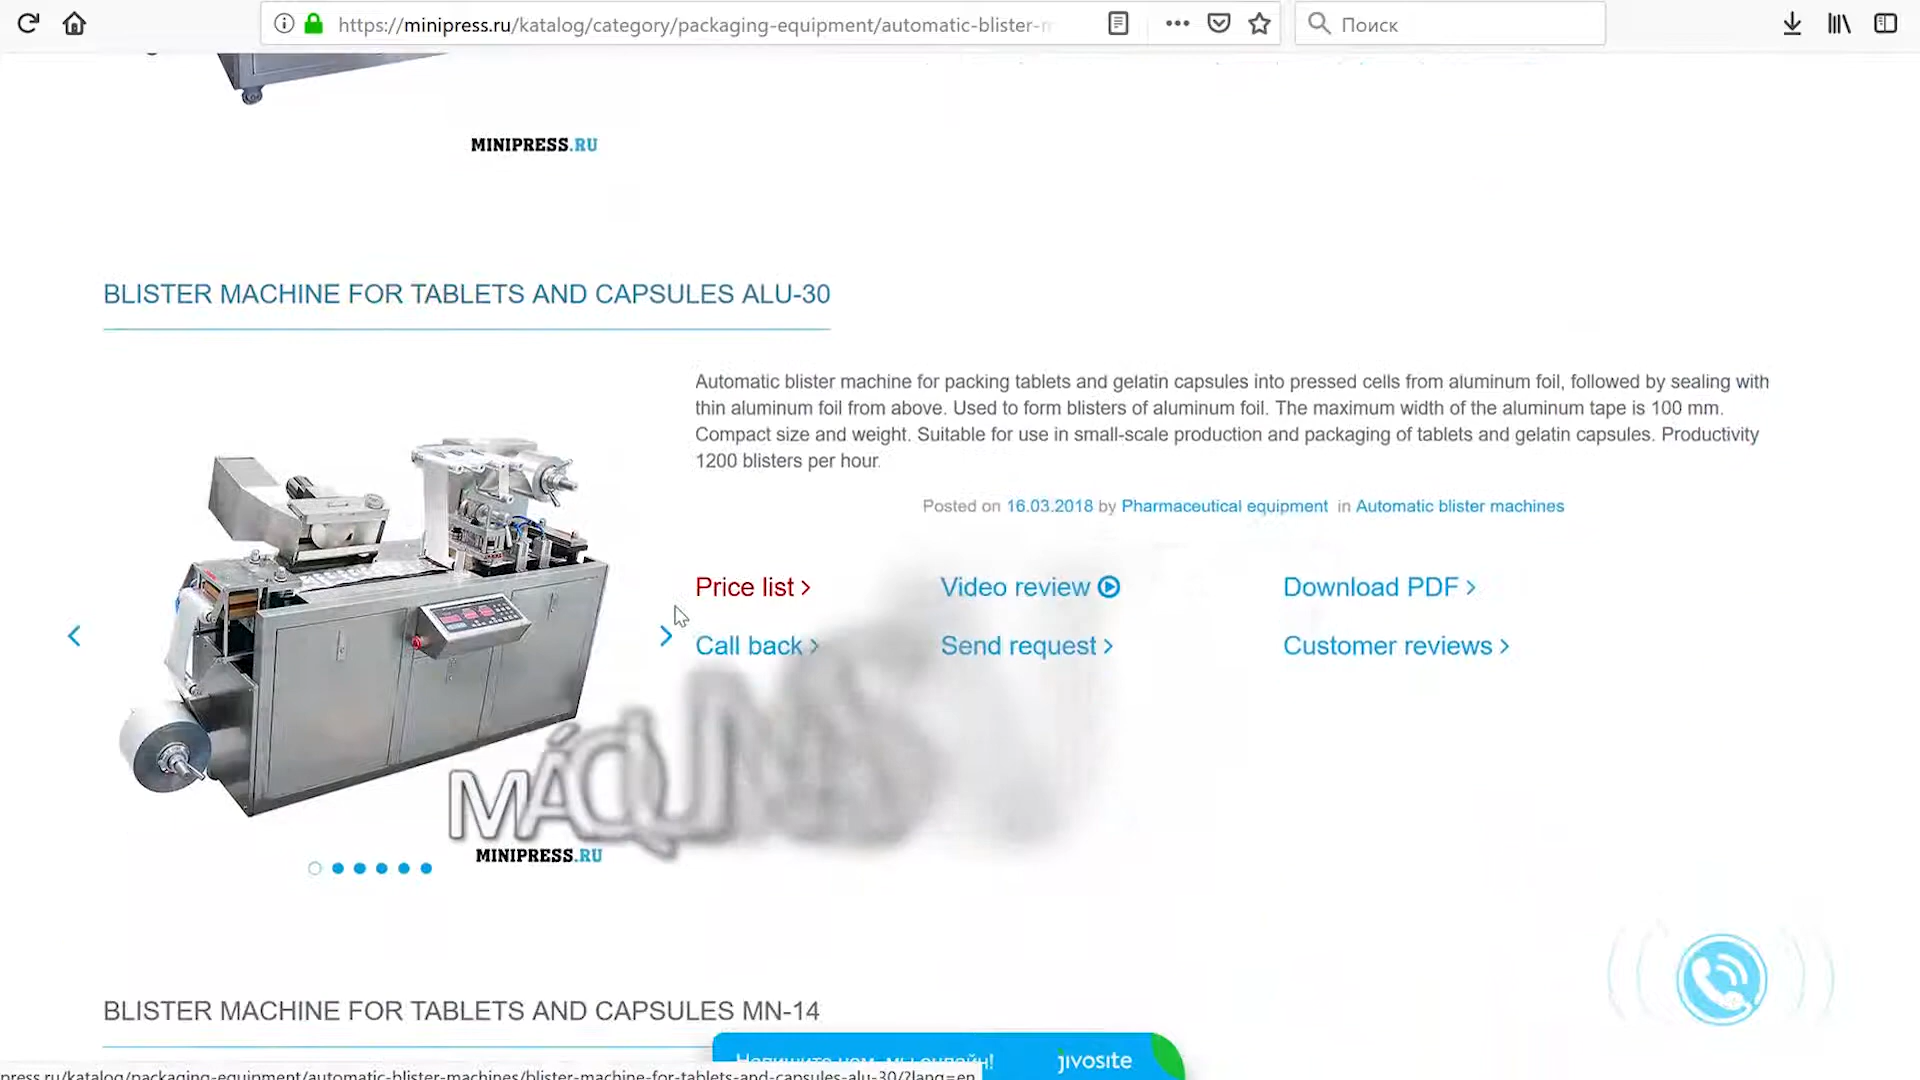 https://minipress.ru/katalog/category/packaging-equipment/automatic-blister-m
Поиск
MINIPRESS.RU
BLISTER MACHINE FOR TABLETS AND CAPSULES ALU-30
Automatic blister machine for packing tablets and gelatin capsules into pressed cells from aluminum foil, followed by sealing with
thin aluminum foil from above. Used to form blisters of aluminum foil. The maximum width of the aluminum tape is 100 mm.
Compact size and weight. Suitable for use in small-scale production and packaging of tablets and gelatin capsules. Productivity
1200 blisters per hour.
Posted on 16.03.2018 by Pharmaceutical equipment in Automatic blister machines
Price list
Video review
Download PDF
Call back
Send request
Customer reviews
MÁQUINAS
MINIPRESS.RU
BLISTER MACHINE FOR TABLETS AND CAPSULES MN-14
Напишите нам, мы онлайн!
jivosite
press.ru/katalog/packaging-equipment/automatic-blister-machines/blister-machine-for-tablets-and-capsules-alu-30/?lang=en